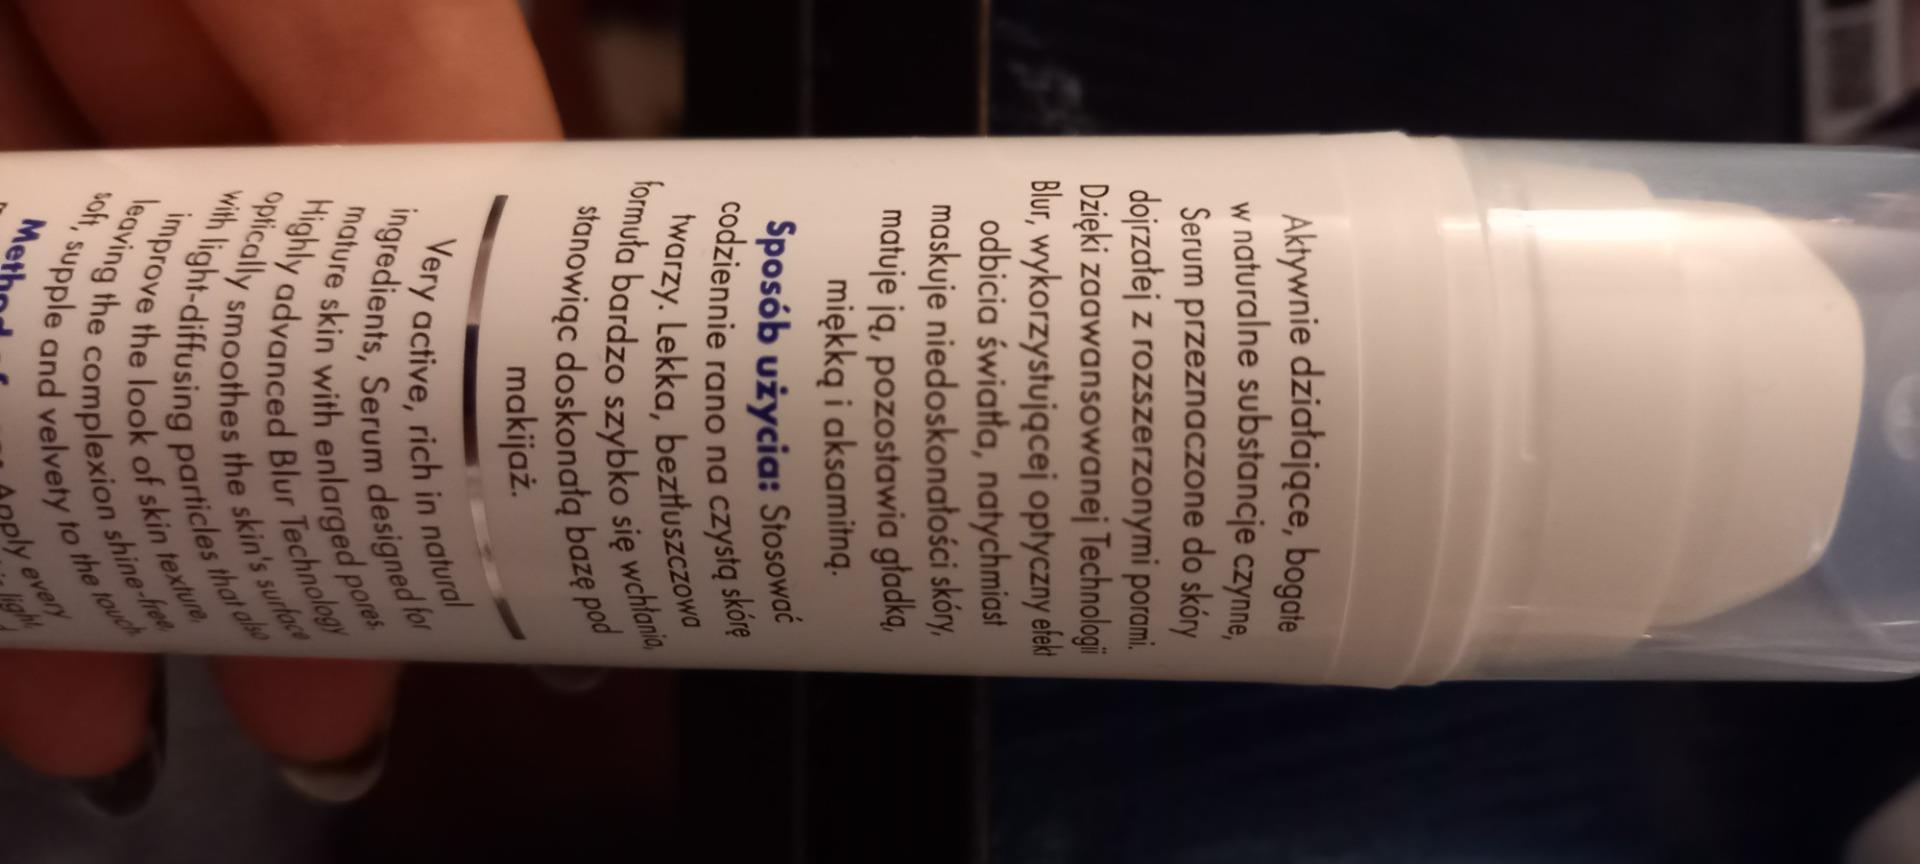 Aktywnie działające, bogate
w naturalne substancje czynne,
Serum przeznaczone do skóry
dojrzałej z rozszerzonymi porami.
Dzięki zaawansowanej Technologii
Blur, wykorzystującej optyczny efekt
odbicia światła, natychmiast
maskuje niedoskonałości skóry,
matuje ją, pozostawia gładką,
miękką i aksamitną.
Sposób użycia: Stosować
codziennie rano na czystą skórę
twarzy. Lekka, beztłuszczowa
formuła bardzo szybko się wchłania,
stanowiąc doskonałą bazę pod
makijaż.
Very active, rich in natural
ingredients, Serum designed for
mature skin with enlarged pores.
Highly advanced Blur Technology
optically smoothes the skin's surface
with light-diffusing particles that also
improve the look of skin texture,
leaving the complexion shine-free,
soft, supple and velvety to the touch
Method Apply every
light,